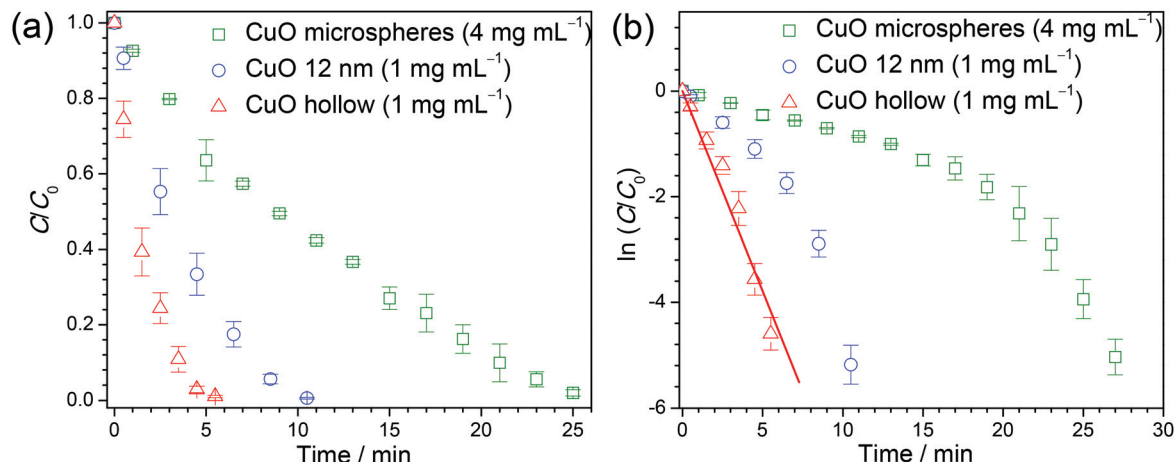 (a)
CuO microspheres (4 mg mL⁻¹)
CuO 12 nm (1 mg mL⁻¹)
CuO hollow (1 mg mL⁻¹)
C/C₀
1.0
0.8
0.6
0.4
0.2
0.0
0 5 10 15 20 25
Time / min
(b)
CuO microspheres (4 mg mL⁻¹)
CuO 12 nm (1 mg mL⁻¹)
CuO hollow (1 mg mL⁻¹)
ln (C/C₀)
0
-2
-4
-6
0 5 10 15 20 25 30
Time / min